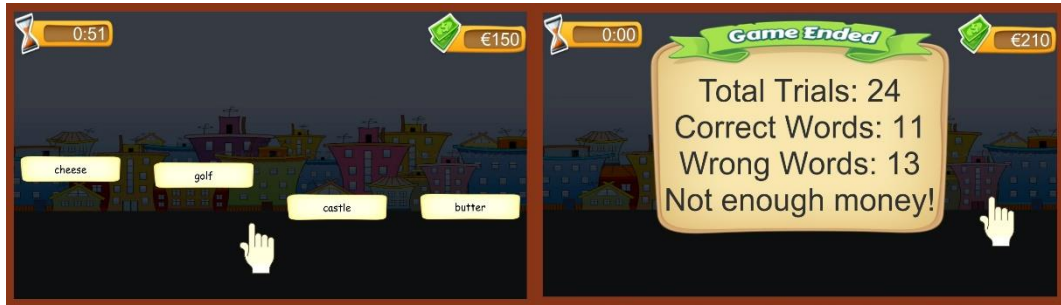 0:51
€150
cheese
golf
castle
butter
0:00
Game Ended
€210
Total Trials: 24
Correct Words: 11
Wrong Words: 13
Not enough money!